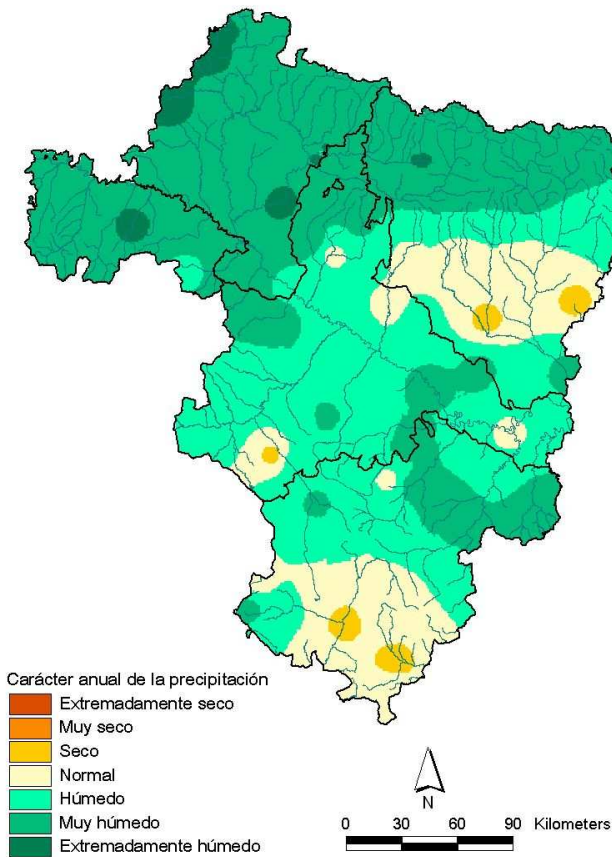 Carácter anual de la precipitación
Extremadamente seco
Muy seco
Seco
Normal
Húmedo
Muy húmedo
Extremadamente húmedo
N
0 30 60 90 Kilometers